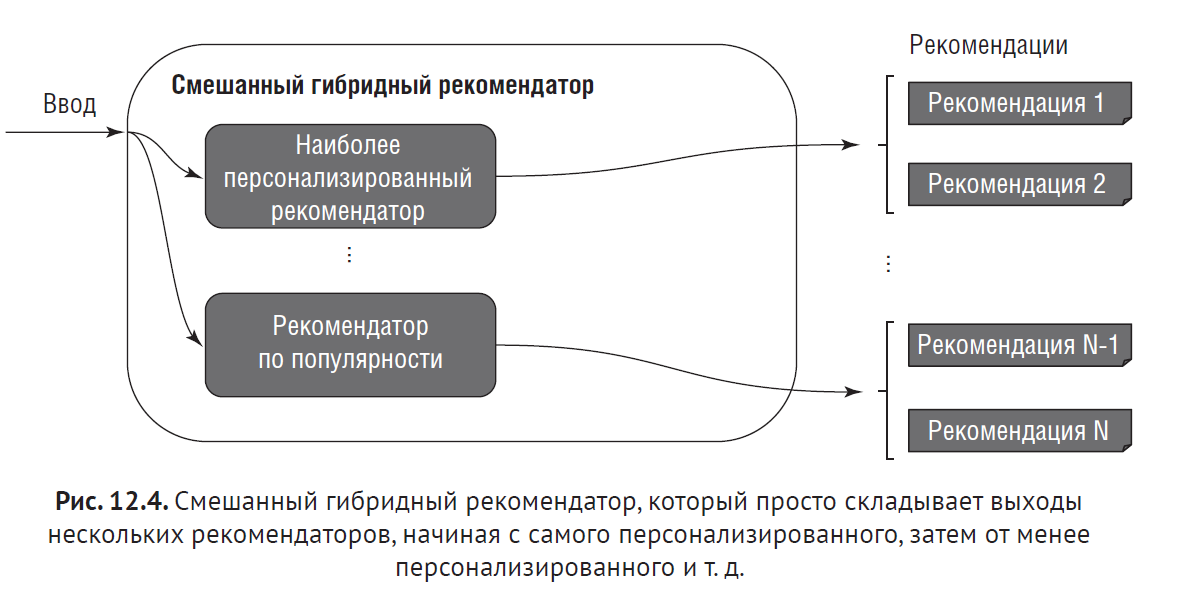 Рекомендации
Ввод
Смешанный гибридный рекомендатор
Наиболее
персонализированный
рекомендатор
⋮
Рекомендатор
по популярности
Рекомендация 1
Рекомендация 2
⋮
Рекомендация N-1
Рекомендация N
Рис. 12.4. Смешанный гибридный рекомендатор, который просто складывает выходы
нескольких рекомендаторов, начиная с самого персонализированного, затем от менее
персонализированного и т. д.